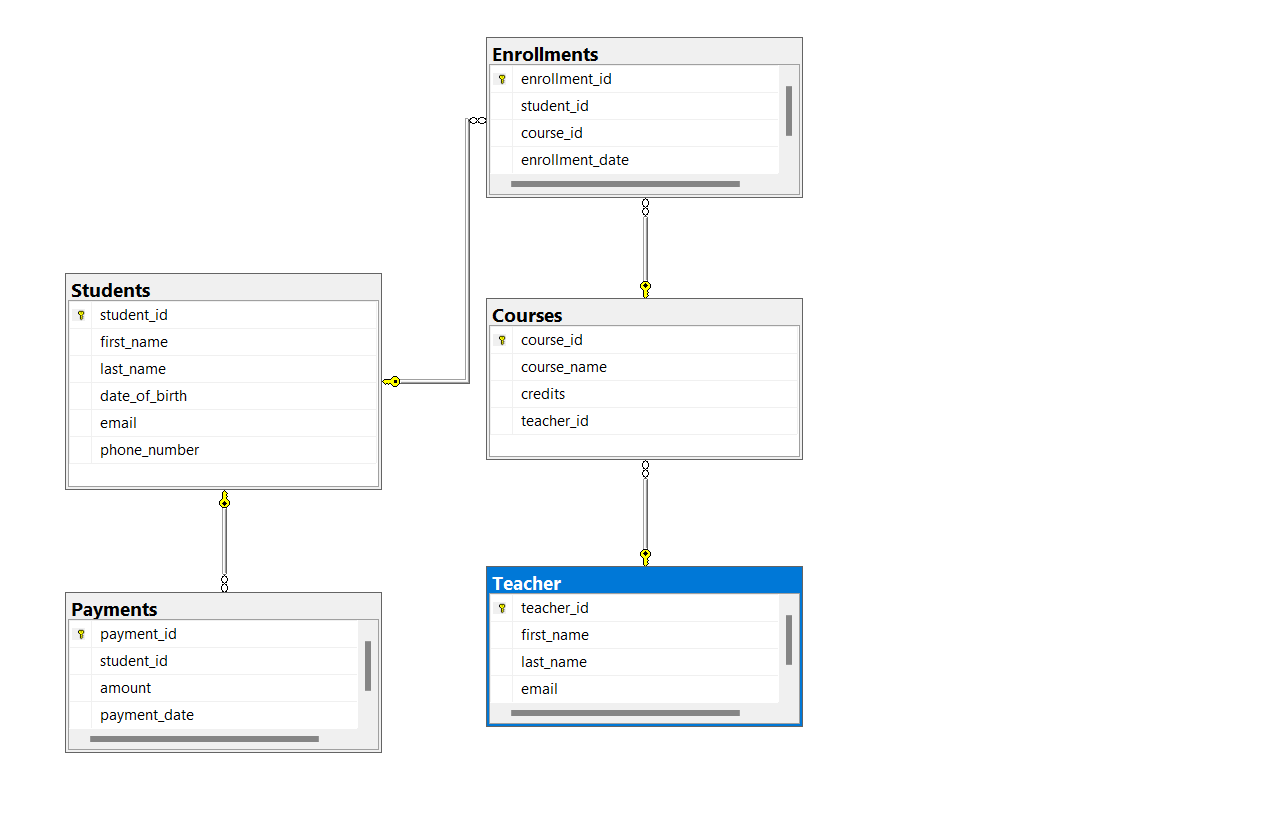 Enrollments
enrollment_id
student_id
course_id
enrollment_date
Students
student_id
first_name
last_name
date_of_birth
email
phone_number
Courses
course_id
course_name
credits
teacher_id
Payments
payment_id
student_id
amount
payment_date
Teacher
teacher_id
first_name
last_name
email